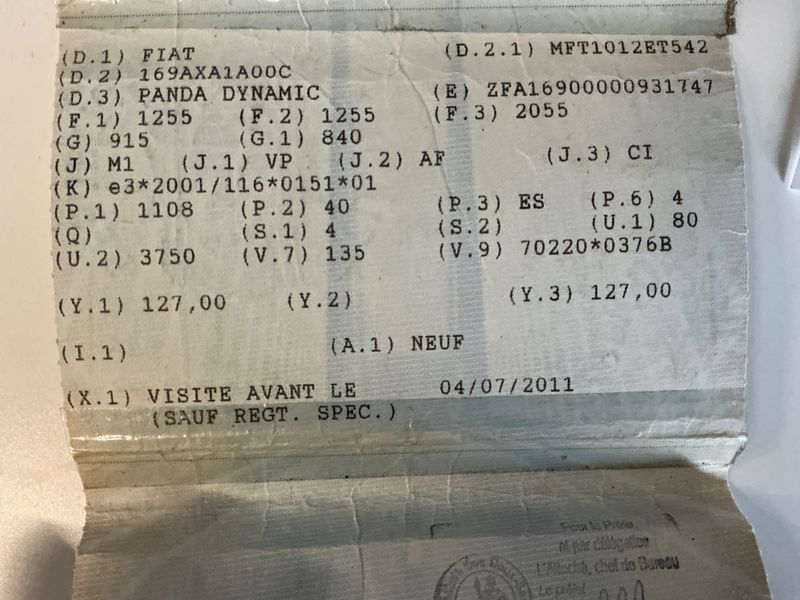 (D.1) FIAT (D.2.1) MFT1012ET542
(D.2) 169AXA1A00C
(D.3) PANDA DYNAMIC (E) ZFA16900000931747
(F.1) 1255 (F.2) 1255 (F.3) 2055
(G) 915 (G.1) 840
(J) M1 (J.1) VP (J.2) AF (J.3) CI
(K) e3*2001/116*0151*01
(P.1) 1108 (P.2) 40 (P.3) ES (P.6) 4
(Q) (S.1) 4 (S.2) (U.1) 80
(U.2) 3750 (V.7) 135 (V.9) 70220*0376B
(Y.1) 127,00 (Y.2) (Y.3) 127,00
(I.1) (A.1) NEUF
(X.1) VISITE AVANT LE 04/07/2011
(SAUF REGT. SPEC.)
Pour le Préfet
et par délégation
L'Attaché, chef de Bureau